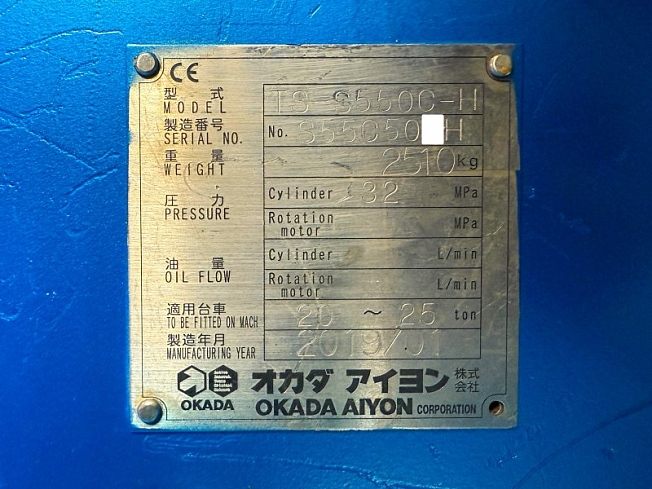 CE
型式 TS-S550C-H
MODEL
製造番号 No. S55050 H
SERIAL NO.
重量 2510kg
WEIGHT
圧力 Cylinder 32 MPa
PRESSURE
Rotation motor MPa
油量 Cylinder L/min
OIL FLOW
Rotation motor L/min
適用台車 20 ~ 25 ton
TO BE FITTED ON MACH
製造年月 2019/01
MANUFACTURING YEAR
オカダ アイヨン 株式会社
OKADA OKADA AIYON CORPORATION